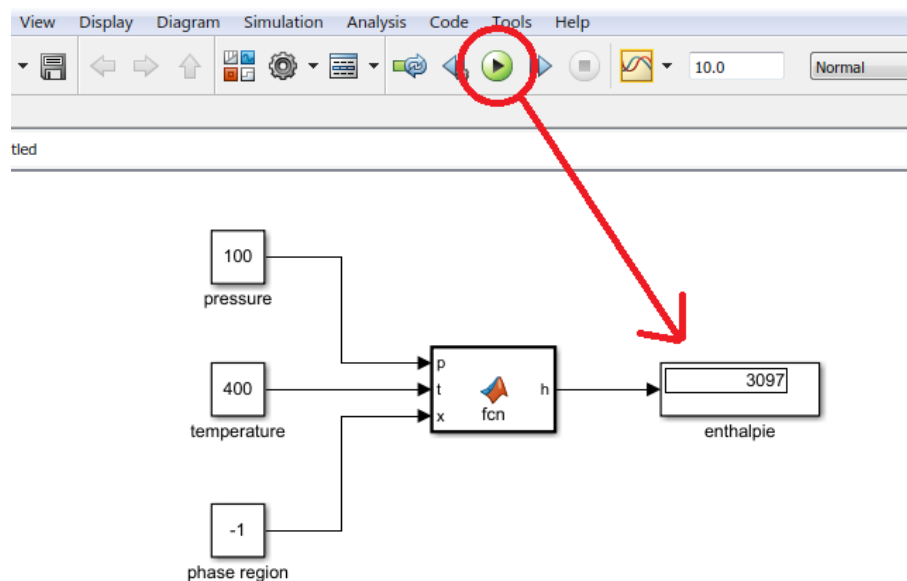 View Display Diagram Simulation Analysis Code Tools Help
10.0 Normal
tled
100
pressure
p
400
t
h
3097
temperature
x
fcn
enthalpie
-1
phase region